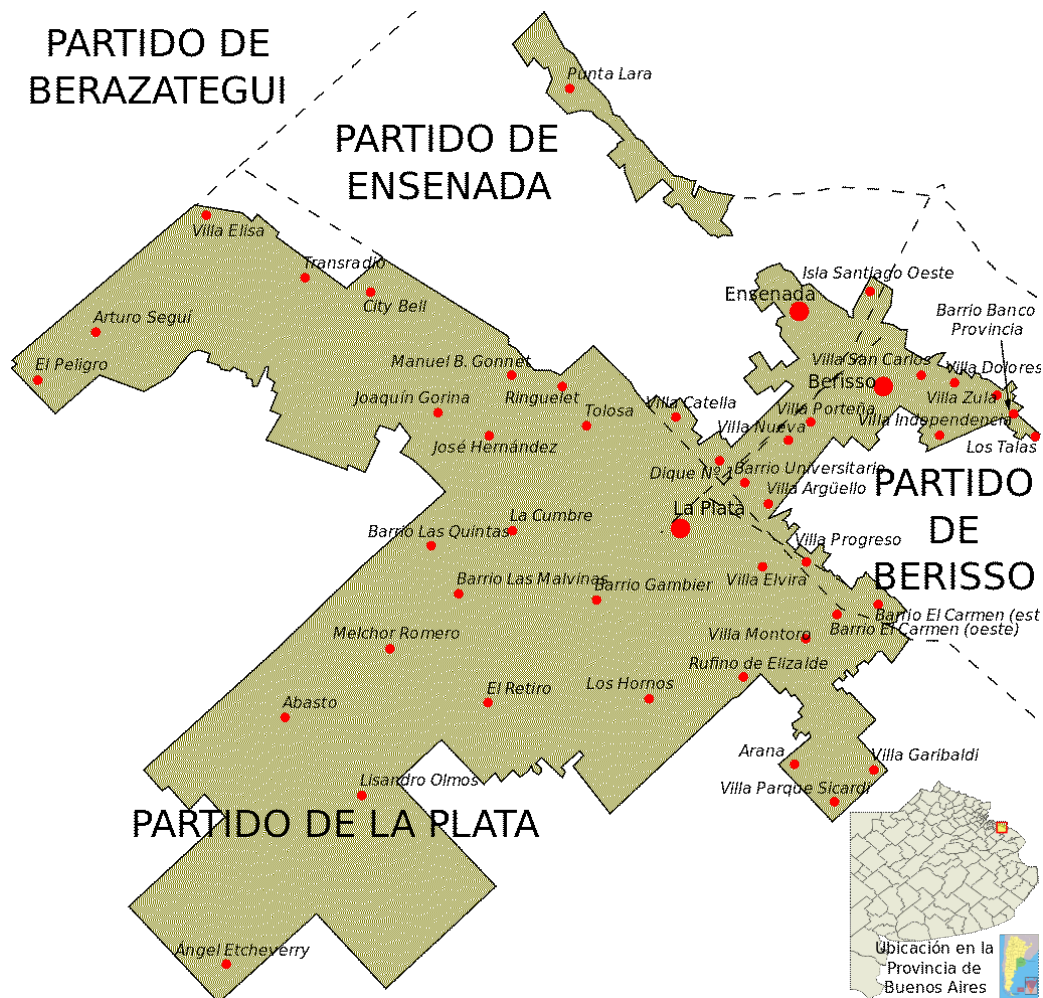 PARTIDO DE
BERAZATEGUI
Punta Lara
PARTIDO DE
ENSENADA
Villa Elisa
Transradio
City Bell
Isla Santiago Oeste
Ensenada
Barrio Banco
Provincia
Arturo Seguí
El Peligro
Manuel B. Gonnet
Ringuelet
Villa San Carlos
Villa Dolores
Berisso
Villa Zula
Joaquín Gorina
Tolosa
Villa Catella
Villa Porteña
Villa Nueva
Villa Independencia
José Hernández
Los Talas
Dique Nº 1
Barrio Universitario
Villa Argüello
PARTIDO
DE
BERISSO
La Plata
La Cumbre
Barrio Las Quintas
Villa Progreso
Barrio Las Malvinas
Barrio Gambier
Villa Elvira
Barrio El Carmen (est
Barrio El Carmen (oeste)
Melchor Romero
Villa Montoro
Rufino de Elizalde
El Retiro
Los Hornos
Abasto
Arana
Villa Garibaldi
Lisandro Olmos
Villa Parque Sicardi
PARTIDO DE LA PLATA
Ángel Etcheverry
Ubicación en la
Provincia de
Buenos Aires